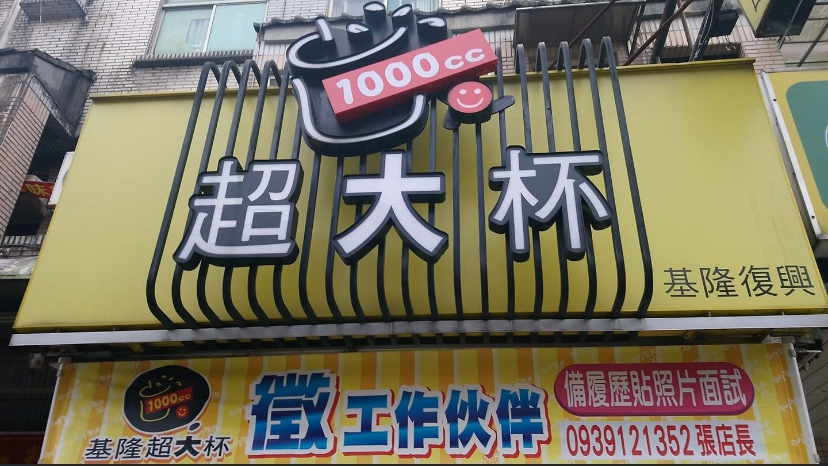 1000cc
超大杯
基隆復興
1000cc
基隆超大杯
徵工作伙伴
備履歷貼照片面試
0939121352張店長